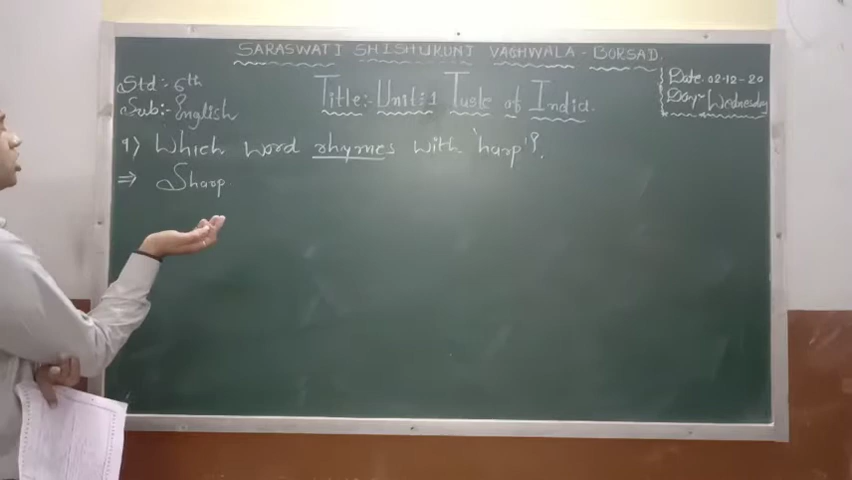 SARASWATI SHISHUKUNJ VAGHWALA - BORSAD.
Std :- 6th
Sub:- English
Title:- Unit:1 Tusk of India.
Date. 02-12-20
Day:- Wednesday
1) Which word rhymes with 'harp'?.
⇒ Sharp.